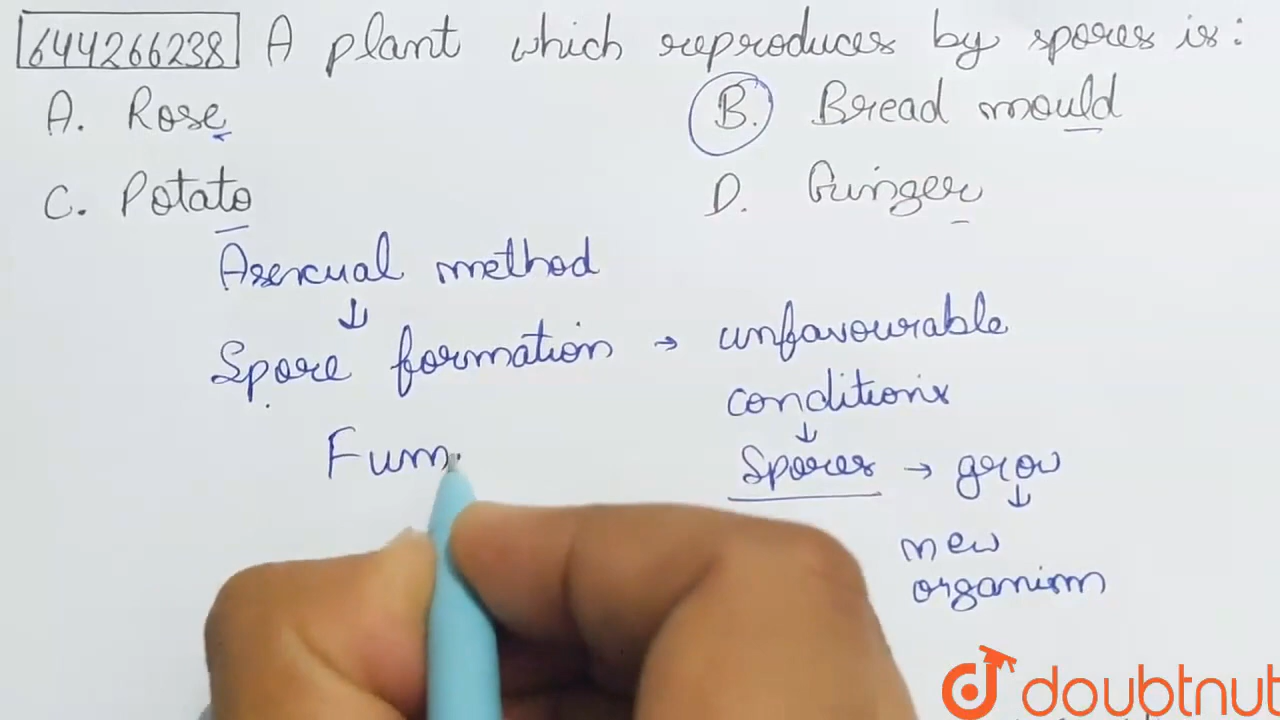 644266238 A plant which reproduces by spores is:
A. Rose B. Bread mould
C. Potato D. Ginger
Asexual method
↓
Spore formation → unfavourable
conditions
↓
Fun Spores → grow
↓
new
organism
doubtnut